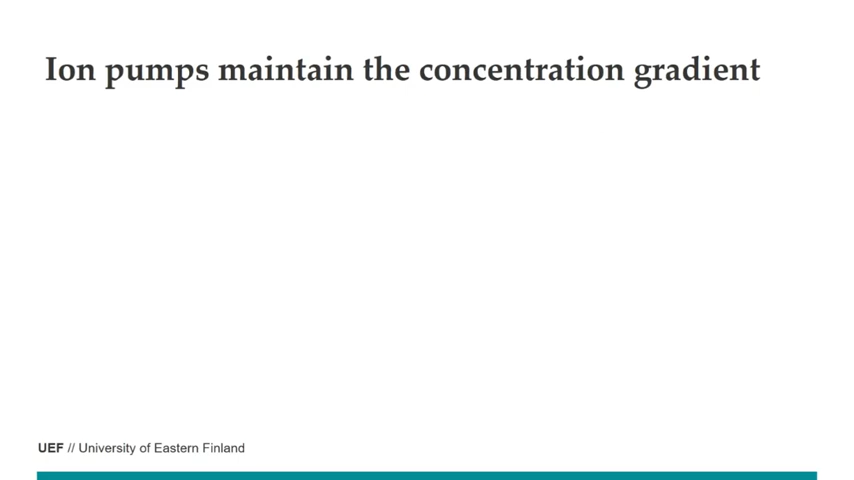 Ion pumps maintain the concentration gradient
UEF // University of Eastern Finland